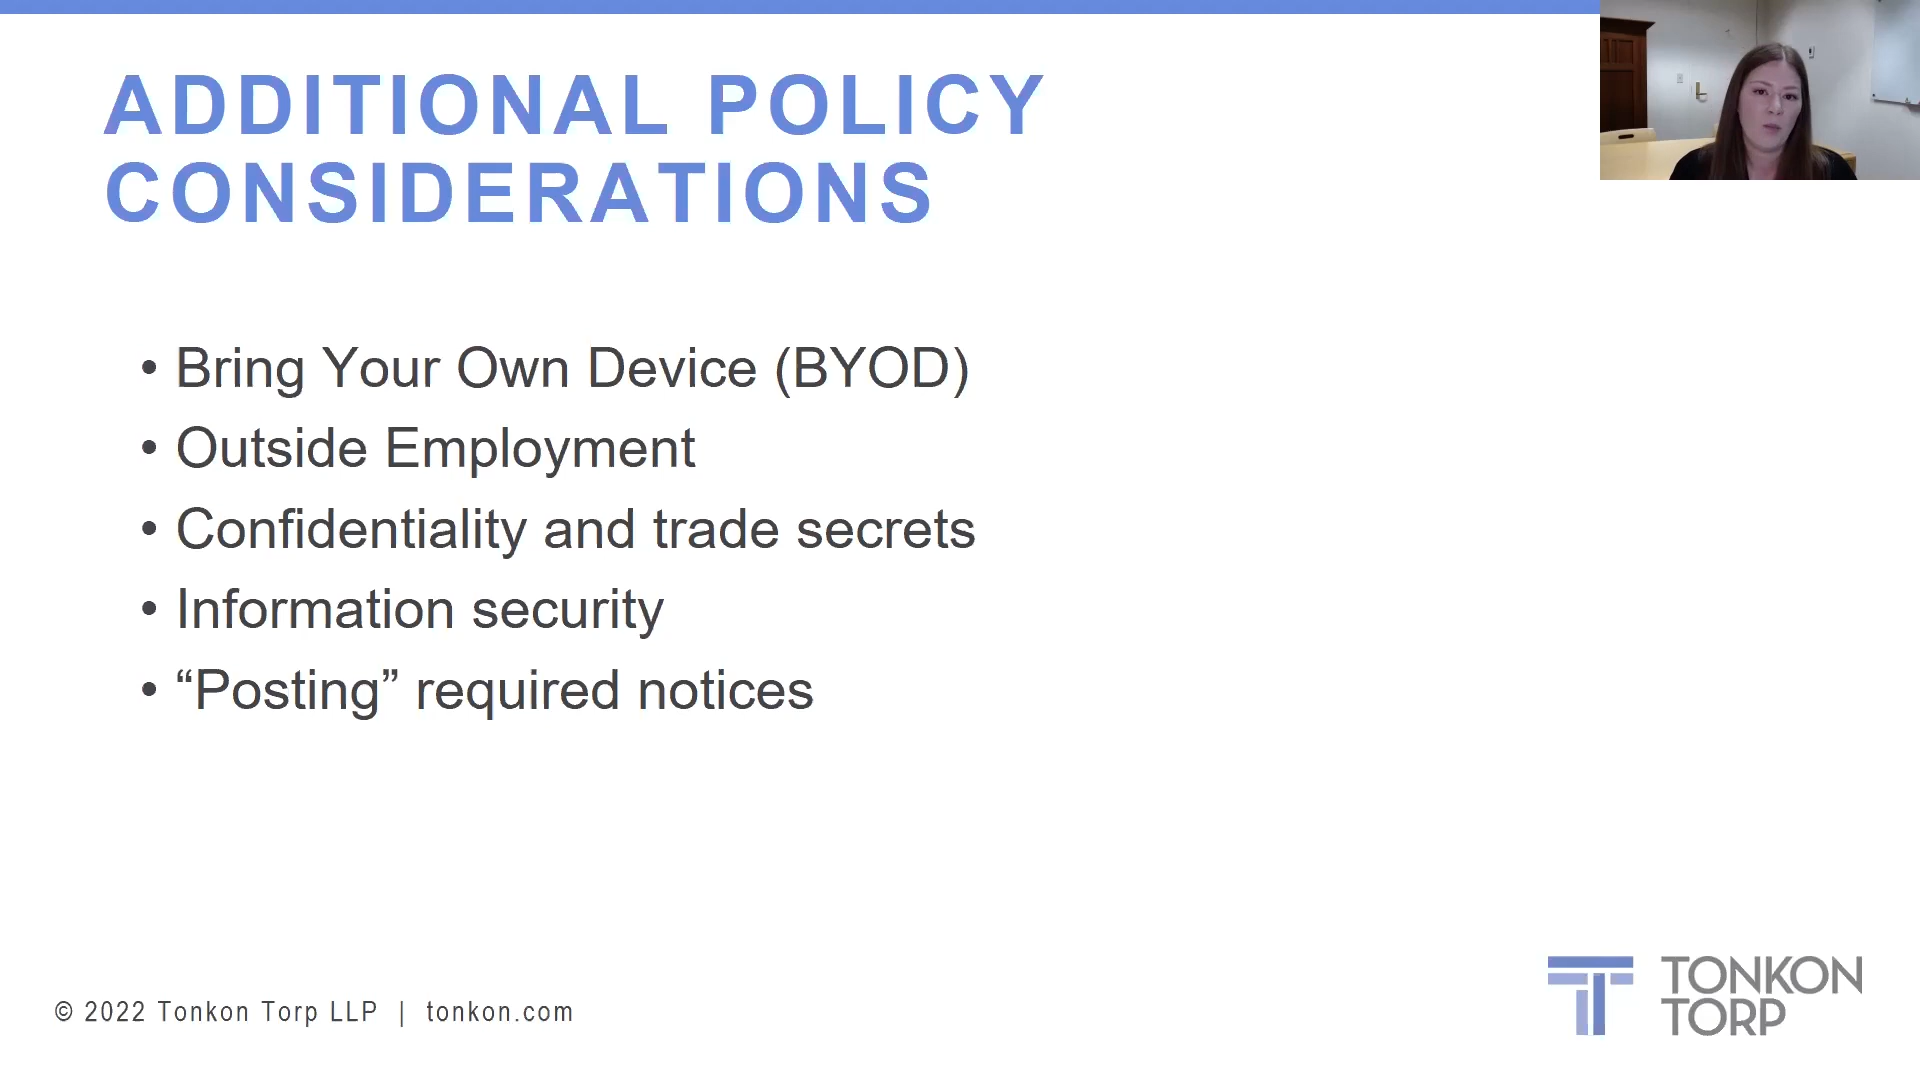 ADDITIONAL POLICY
CONSIDERATIONS
• Bring Your Own Device (BYOD)
• Outside Employment
• Confidentiality and trade secrets
• Information security
• “Posting” required notices
© 2022 Tonkon Torp LLP | tonkon.com
TONKON
TORP